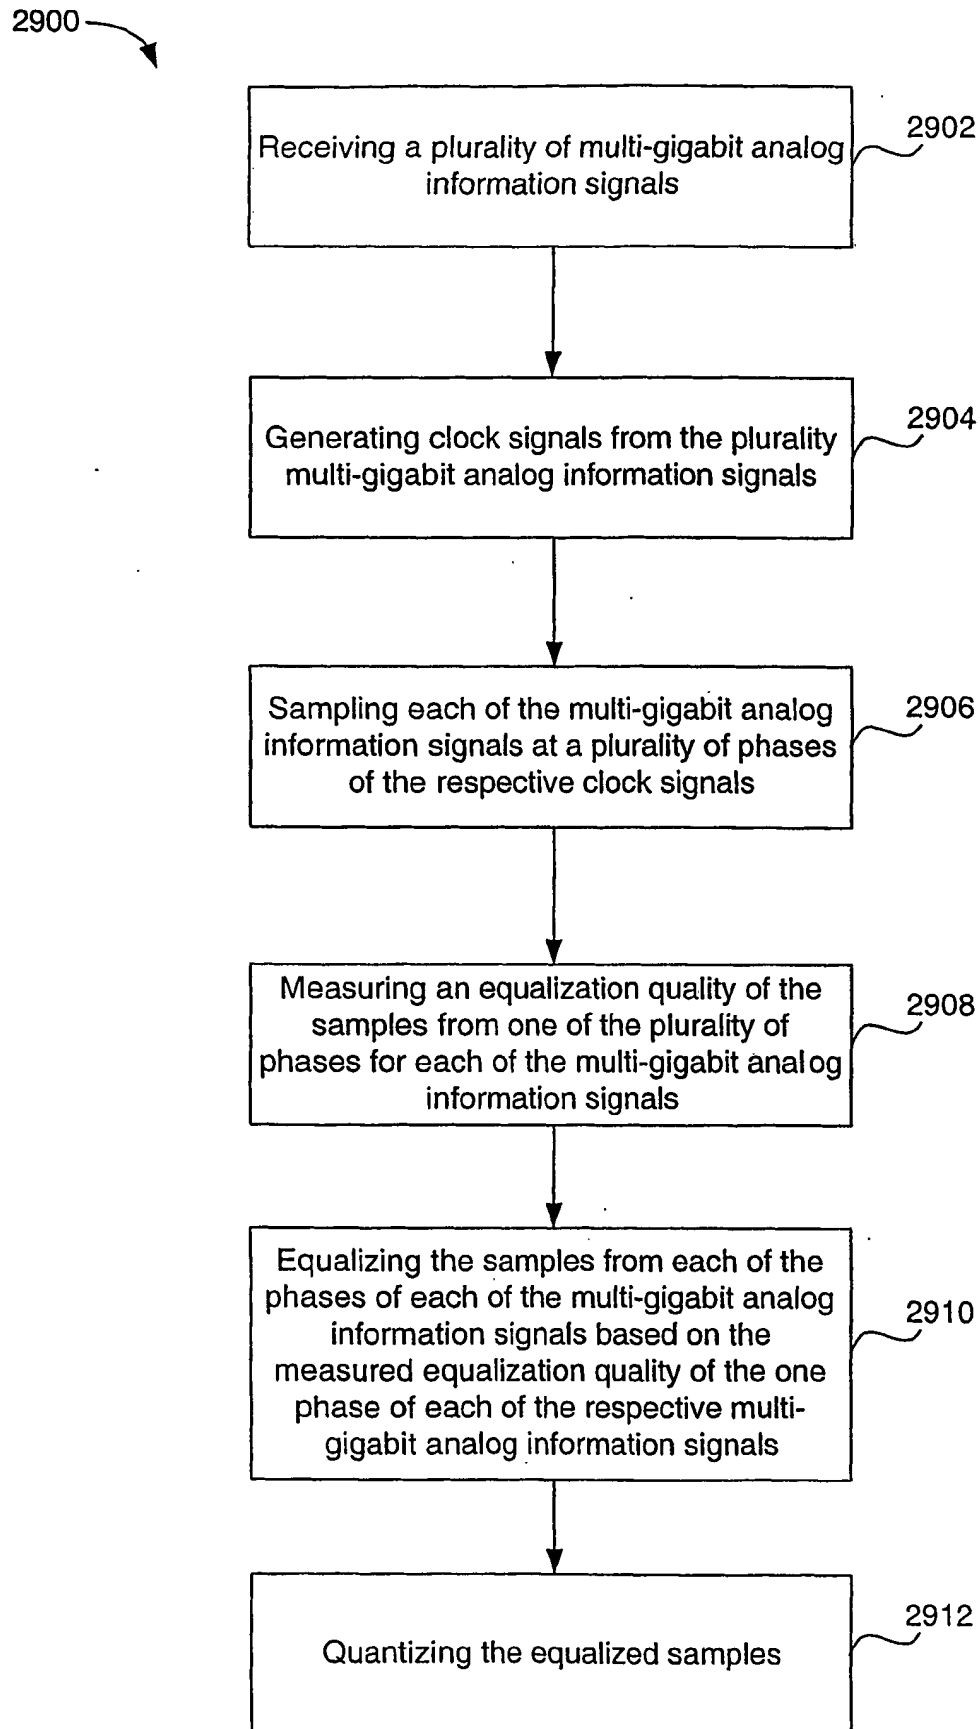 2900
2902
Receiving a plurality of multi-gigabit analog
information signals
2904
Generating clock signals from the plurality
multi-gigabit analog information signals
2906
Sampling each of the multi-gigabit analog
information signals at a plurality of phases
of the respective clock signals
2908
Measuring an equalization quality of the
samples from one of the plurality of
phases for each of the multi-gigabit analog
information signals
2910
Equalizing the samples from each of the
phases of each of the multi-gigabit analog
information signals based on the
measured equalization quality of the one
phase of each of the respective multi-
gigabit analog information signals
2912
Quantizing the equalized samples